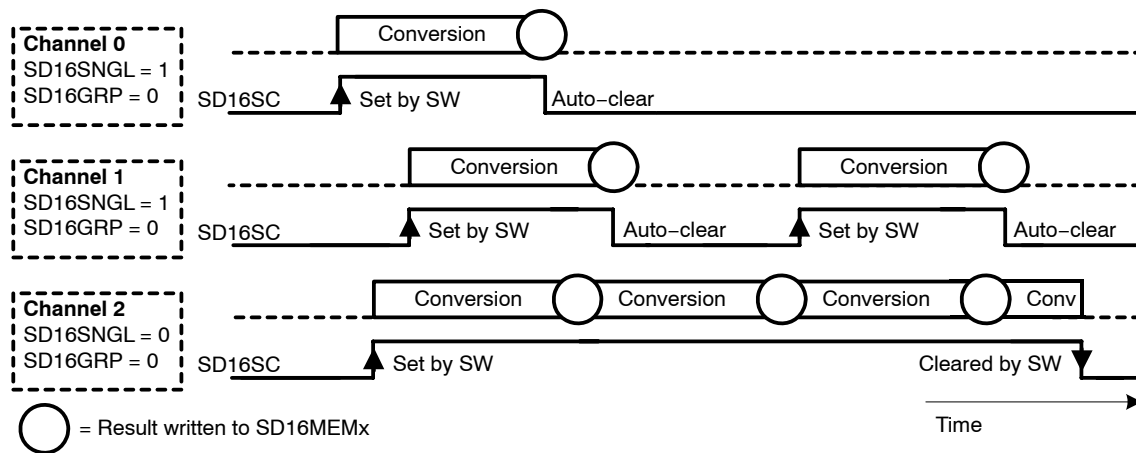 Channel 0
SD16SNGL = 1
SD16GRP = 0
Conversion
SD16SC
Set by SW
Auto−clear
Channel 1
SD16SNGL = 1
SD16GRP = 0
Conversion
Conversion
SD16SC
Set by SW
Auto−clear
Set by SW
Auto−clear
Channel 2
SD16SNGL = 0
SD16GRP = 0
Conversion
Conversion
Conversion
Conv
SD16SC
Set by SW
Cleared by SW
= Result written to SD16MEMx
Time